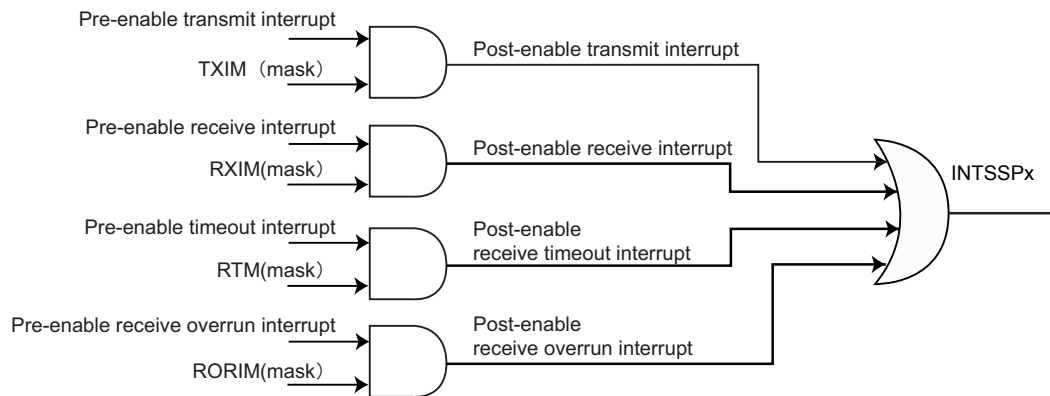 Pre-enable transmit interrupt
TXIM（mask）
Post-enable transmit interrupt
Pre-enable receive interrupt
RXIM(mask）
Post-enable receive interrupt
INTSSPx
Pre-enable timeout interrupt
RTM(mask）
Post-enable
receive timeout interrupt
Pre-enable receive overrun interrupt
RORIM(mask）
Post-enable
receive overrun interrupt